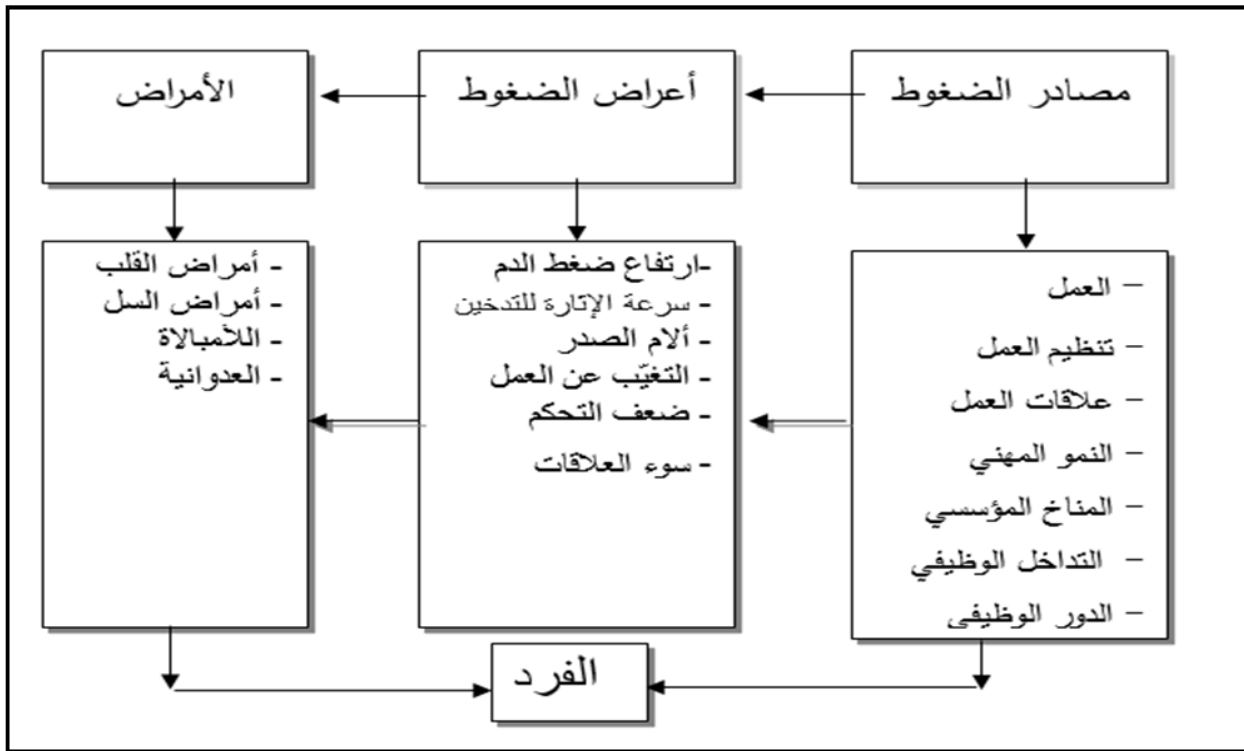 مصادر الضغوط
أعراض الضغوط
الأمراض
– العمل
– تنظيم العمل
– علاقات العمل
– النمو المهني
– المناخ المؤسسي
– التداخل الوظيفي
– الدور الوظيفي
-ارتفاع ضغط الدم
- سرعة الإثارة للتدخين
- ألام الصدر
- التغيّب عن العمل
- ضعف التحكم
- سوء العلاقات
- أمراض القلب
- أمراض السل
- اللآمبالاة
- العدوانية
الفرد